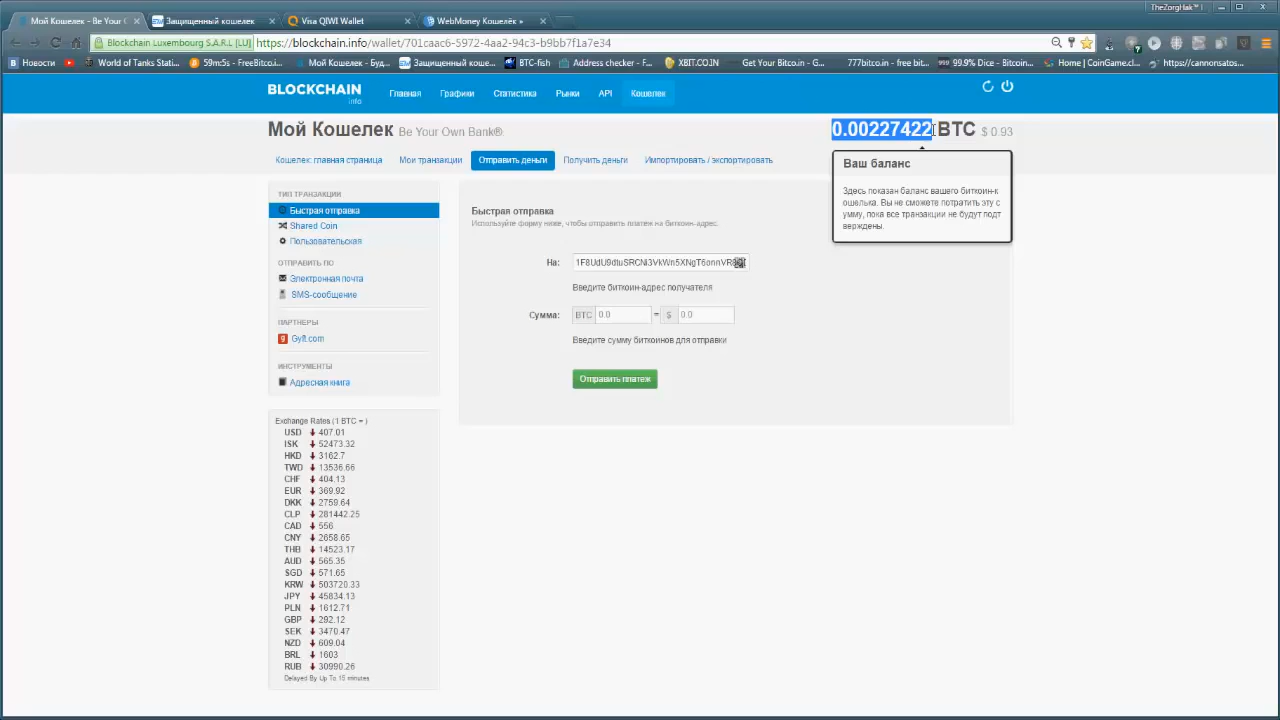 TheZorgHak™
Мой Кошелек - Be Your O
Защищенный кошелек
Visa QIWI Wallet
WebMoney Кошелёк »
Blockchain Luxembourg S.A.R.L [LU]
https://blockchain.info/wallet/701caac6-5972-4aa2-94c3-b9bb7f1a7e34
Новости
World of Tanks Stati...
59m5s! - FreeBitco.i...
Мой Кошелек - Буд...
Защищенный коше...
BTC-fish
Address checker - F...
XBIT.CO.IN
Get Your Bitco.in - G...
777bitco.in - free bit...
99.9% Dice - Bitcoin...
Home | CoinGame.cl...
https://cannonsatos...
BLOCKCHAIN
info
Главная
Графики
Статистика
Рынки
API
Кошелек
Мой Кошелек Be Your Own Bank®.
0.00227422 BTC $ 0.93
Кошелек: главная страница
Мои транзакции
Отправить деньги
Получить деньги
Импортировать / экспортировать
Ваш баланс
Здесь показан баланс вашего биткоин-к
ошелька. Вы не сможете потратить эту с
умму, пока все транзакции не будут подт
верждены.
ТИП ТРАНЗАКЦИИ
Быстрая отправка
Shared Coin
Пользовательская
ОТПРАВИТЬ ПО
Электронная почта
SMS-сообщение
ПАРТНЕРЫ
Gyft.com
ИНСТРУМЕНТЫ
Адресная книга
Быстрая отправка
Используйте форму ниже, чтобы отправить платеж на биткоин-адрес.
На:
Введите биткоин-адрес получателя
Сумма: BTC 0.0 = $ 0.0
Введите сумму биткоинов для отправки
Отправить платеж
Exchange Rates (1 BTC = )
USD 407.01
ISK 52473.32
HKD 3162.7
TWD 13536.66
CHF 404.13
EUR 369.92
DKK 2759.64
CLP 281442.25
CAD 556
CNY 2658.65
THB 14523.17
AUD 565.35
SGD 571.65
KRW 503720.33
JPY 45834.13
PLN 1612.71
GBP 292.12
SEK 3470.47
NZD 609.04
BRL 1603
RUB 30990.26
Delayed By Up To 15 minutes